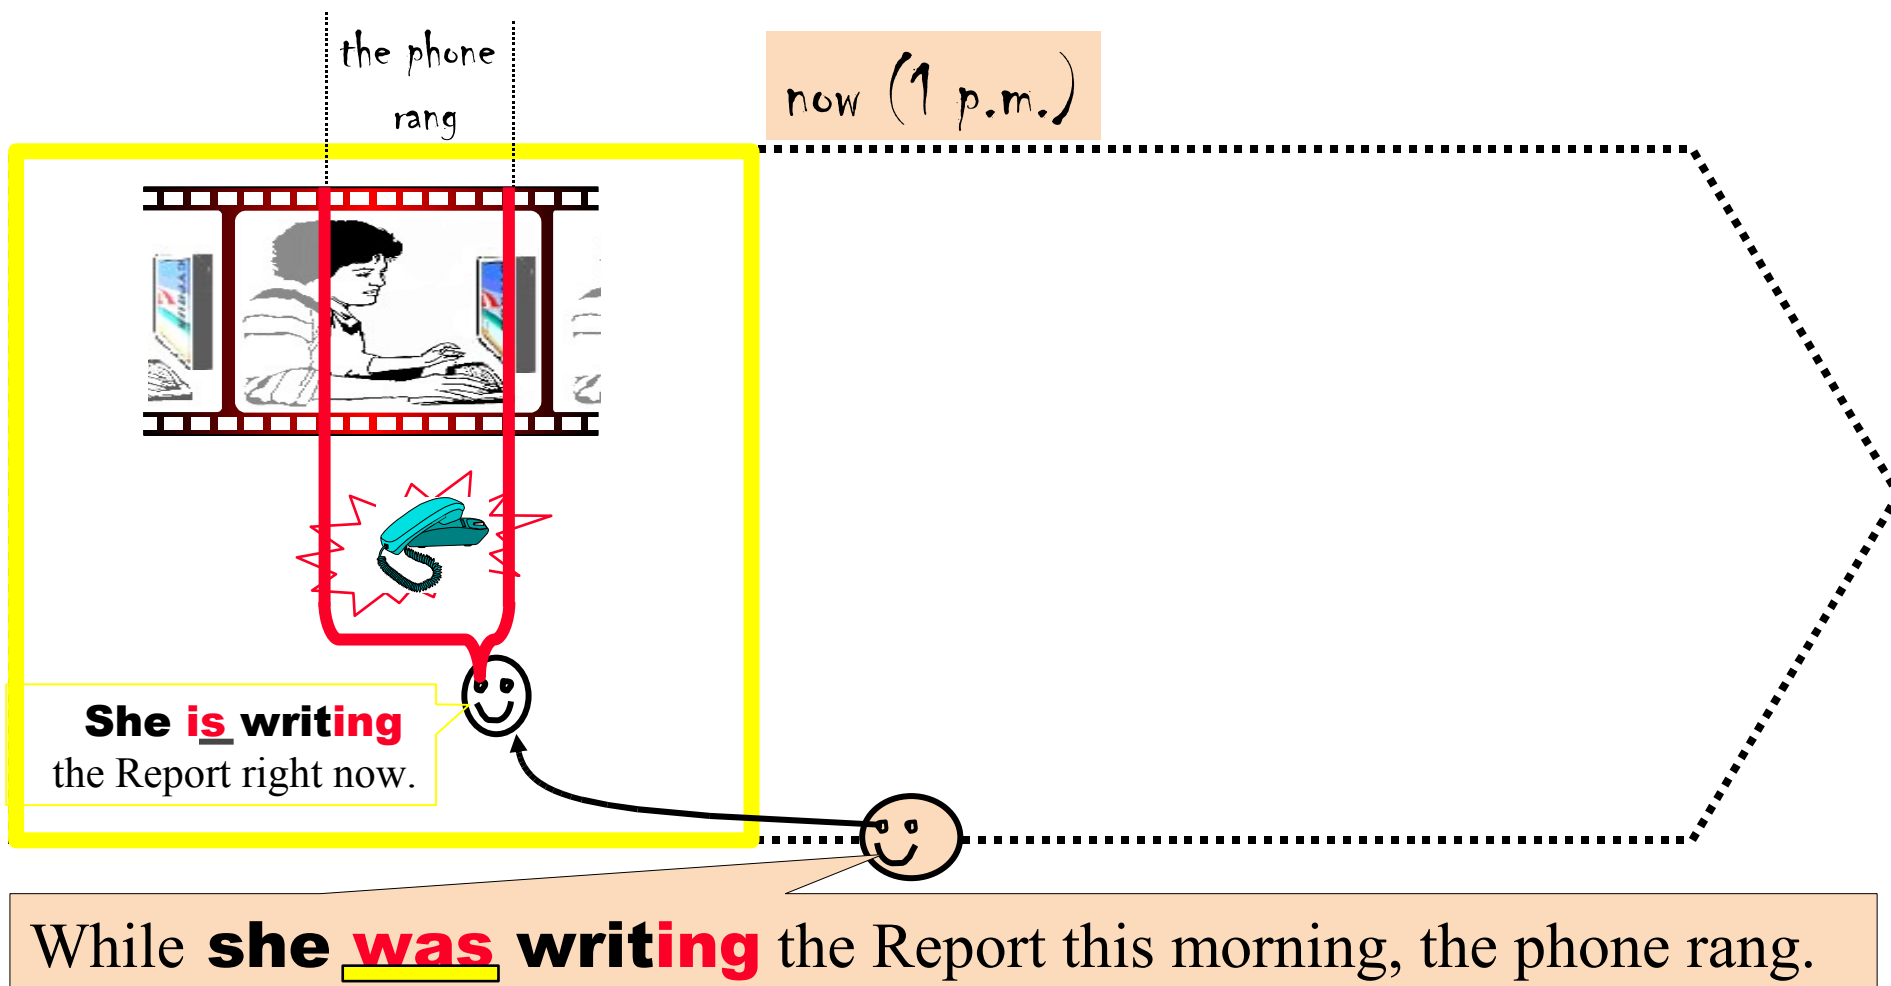 the phone
rang
now (1 p.m.)
She is writing
the Report right now.
While she was writing the Report this morning, the phone rang.